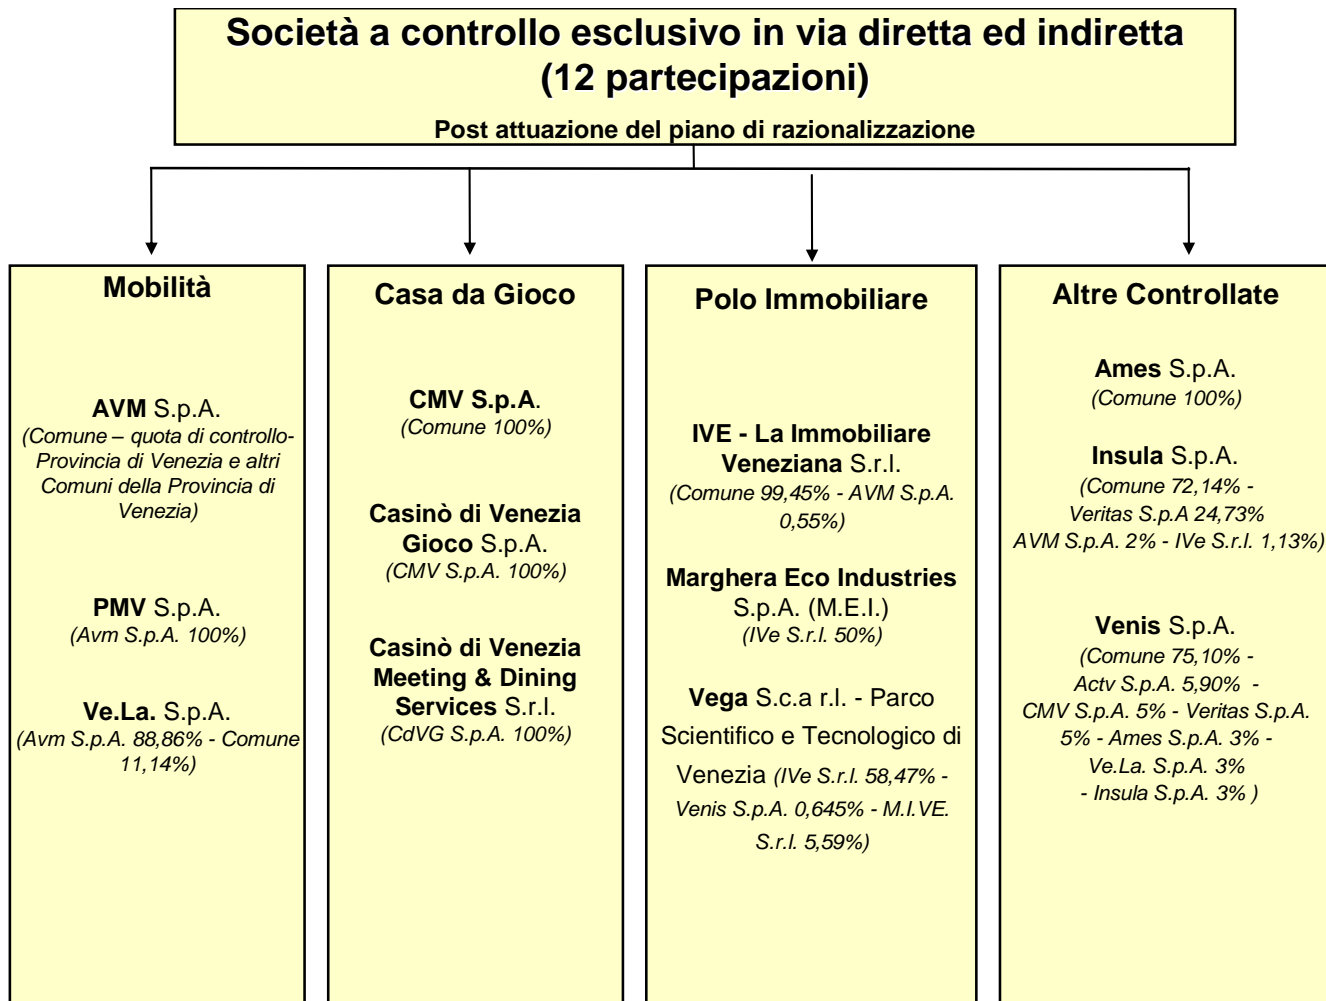 Società a controllo esclusivo in via diretta ed indiretta
(12 partecipazioni)
Post attuazione del piano di razionalizzazione
Mobilità
AVM S.p.A.
(Comune – quota di controllo-
Provincia di Venezia e altri
Comuni della Provincia di
Venezia)
PMV S.p.A.
(Avm S.p.A. 100%)
Ve.La. S.p.A.
(Avm S.p.A. 88,86% - Comune
11,14%)
Casa da Gioco
CMV S.p.A.
(Comune 100%)
Casinò di Venezia
Gioco S.p.A.
(CMV S.p.A. 100%)
Casinò di Venezia
Meeting & Dining
Services S.r.l.
(CdVG S.p.A. 100%)
Polo Immobiliare
IVE - La Immobiliare
Veneziana S.r.l.
(Comune 99,45% - AVM S.p.A.
0,55%)
Marghera Eco Industries
S.p.A. (M.E.I.)
(IVe S.r.l. 50%)
Vega S.c.a r.l. - Parco
Scientifico e Tecnologico di
Venezia (IVe S.r.l. 58,47% -
Venis S.p.A. 0,645% - M.I.VE.
S.r.l. 5,59%)
Altre Controllate
Ames S.p.A.
(Comune 100%)
Insula S.p.A.
(Comune 72,14% -
Veritas S.p.A 24,73%
AVM S.p.A. 2% - IVe S.r.l. 1,13%)
Venis S.p.A.
(Comune 75,10% -
Actv S.p.A. 5,90% -
CMV S.p.A. 5% - Veritas S.p.A.
5% - Ames S.p.A. 3% -
Ve.La. S.p.A. 3%
- Insula S.p.A. 3% )